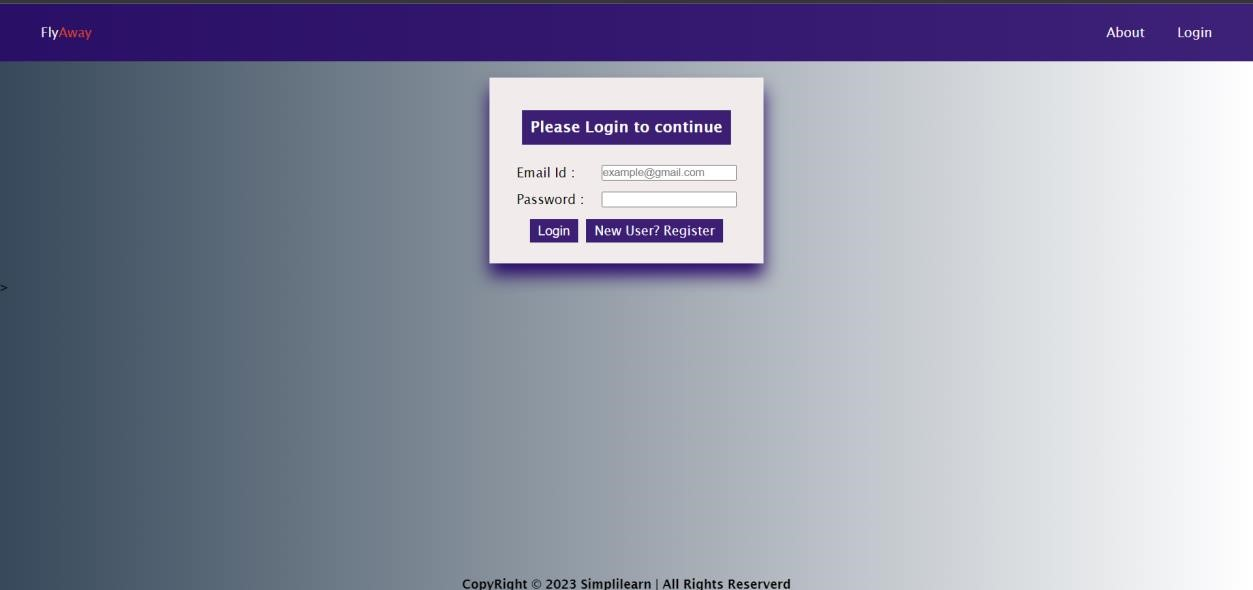 FlyAway About Login
Please Login to continue
Email Id : example@gmail.com
Password :
Login New User? Register
>
CopyRight © 2023 Simplilearn | All Rights Reserverd